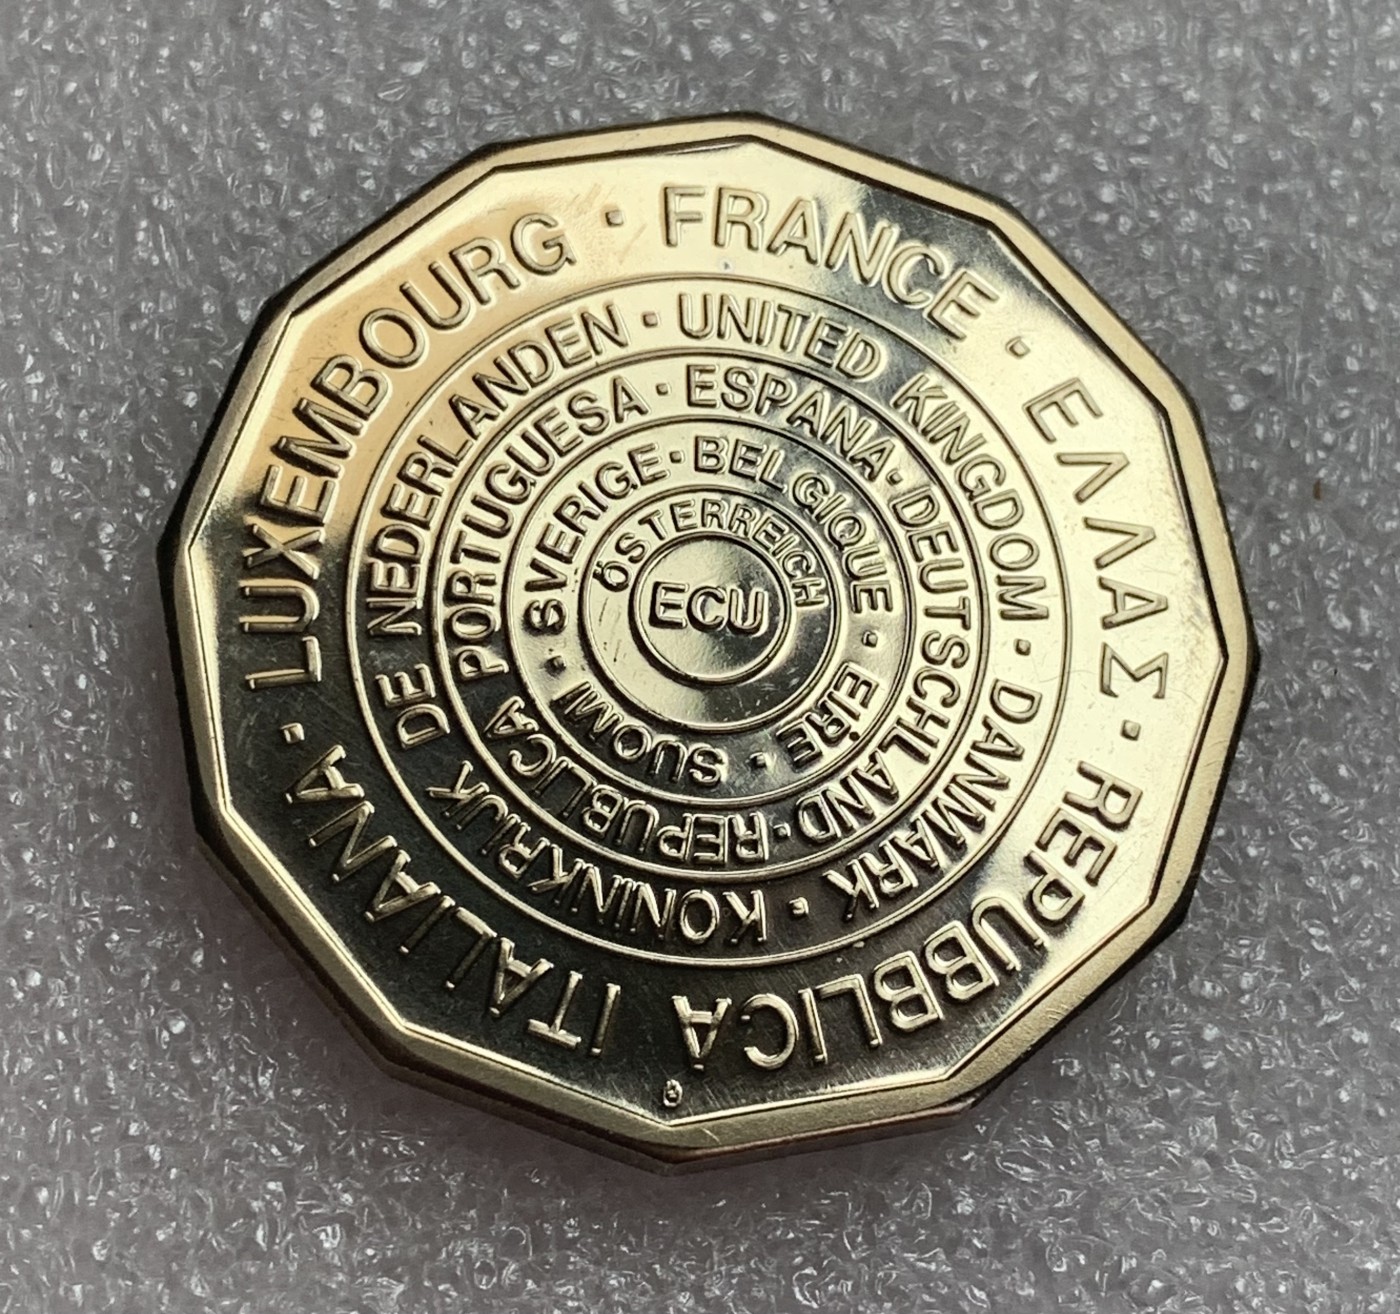 FRANCE · ΕΛΛΑΣ · REPUBBLICA ITALIANA · LUXEMBOURG ·
UNITED KINGDOM · DANMARK · KONINKRIJK DE NEDERLANDEN ·
ESPANA · DEUTSCHLAND · REPUBLICA PORTUGUESA ·
BELGIQUE · EIRE · SUOMI · SVERIGE ·
ÖSTERREICH
ECU